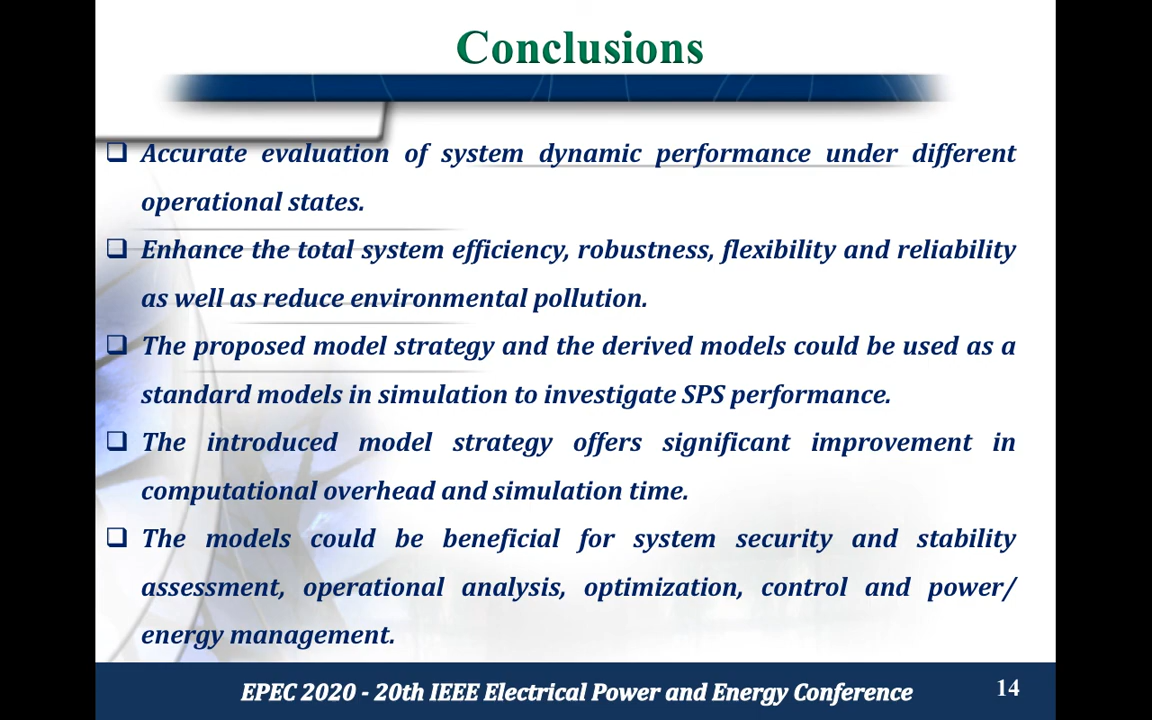 Conclusions
Accurate evaluation of system dynamic performance under different
operational states.
Enhance the total system efficiency, robustness, flexibility and reliability
as well as reduce environmental pollution.
The proposed model strategy and the derived models could be used as a
standard models in simulation to investigate SPS performance.
The introduced model strategy offers significant improvement in
computational overhead and simulation time.
The models could be beneficial for system security and stability
assessment, operational analysis, optimization, control and power/
energy management.
EPEC 2020 - 20th IEEE Electrical Power and Energy Conference
14